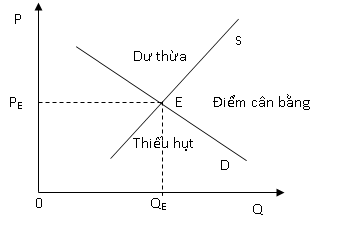 P
S
Dư thừa
P_E
E
Điểm cân bằng
Thiếu hụt
D
0
Q_E
Q